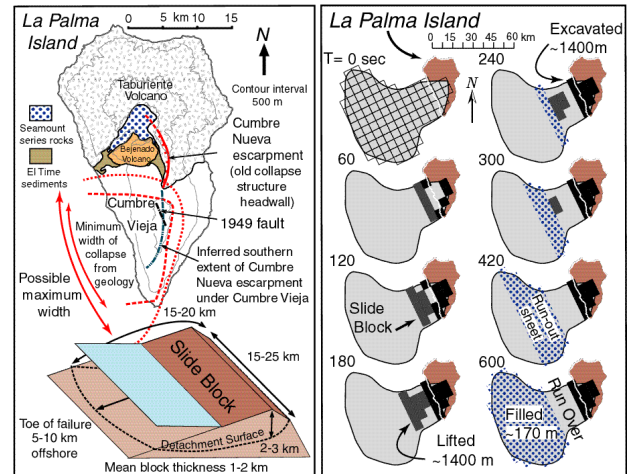 La Palma
Island
0
5 km
10
15
N
Contour interval
500 m
Taburiente
Volcano
Bejenado
Volcano
Seamount
series rocks
El Time
sediments
Cumbre
Nueva
escarpment
(old collapse
structure
headwall)
Cumbre
Vieja
1949 fault
Minimum
width of
collapse
from
geology
Inferred southern
extent of Cumbre
Nueva escarpment
under Cumbre Vieja
Possible
maximum
width
15-20 km
15-25 km
Slide Block
Toe of failure
5-10 km
offshore
Detachment Surface
2-3 km
Mean block thickness 1-2 km
La Palma Island
0 15 30 45 60 km
Excavated
~1400m
T= 0 sec
N
240
60
300
120
Slide
Block
420
Run-out
sheet
180
Lifted
~1400 m
600
Filled
~170 m
Run Over